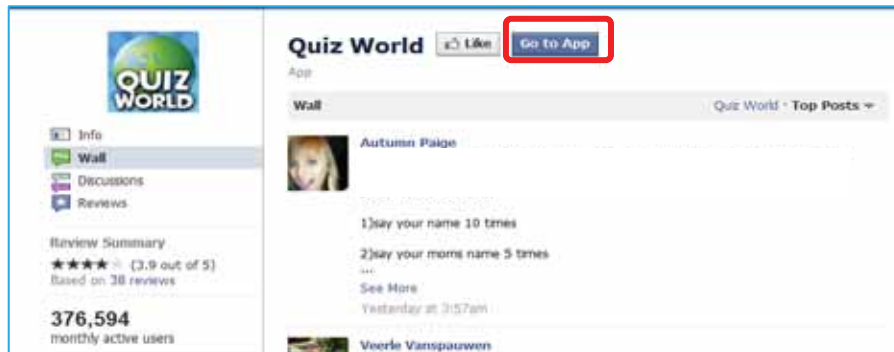 QUIZ
WORLD
Info
Wall
Discussions
Reviews
Review Summary
(3.9 out of 5)
Based on 38 reviews
376,594
monthly active users
Quiz World Like Go to App
App
Wall Quiz World · Top Posts
Autumn Paige
1)say your name 10 times
2)say your moms name 5 times
...
See More
Yesterday at 3:57am
Veerle Vanspauwen